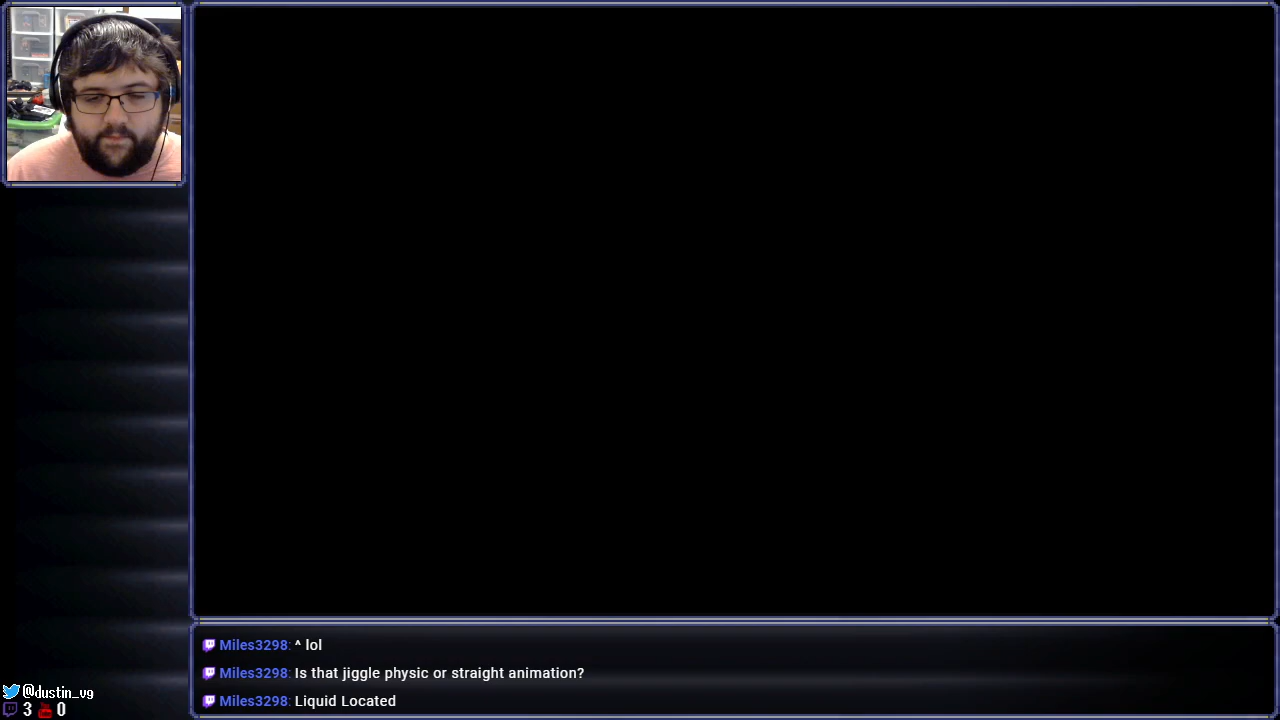 Miles3298: ^ lol
Miles3298: Is that jiggle physic or straight animation?
Miles3298: Liquid Located
@dustin_vg
3 0